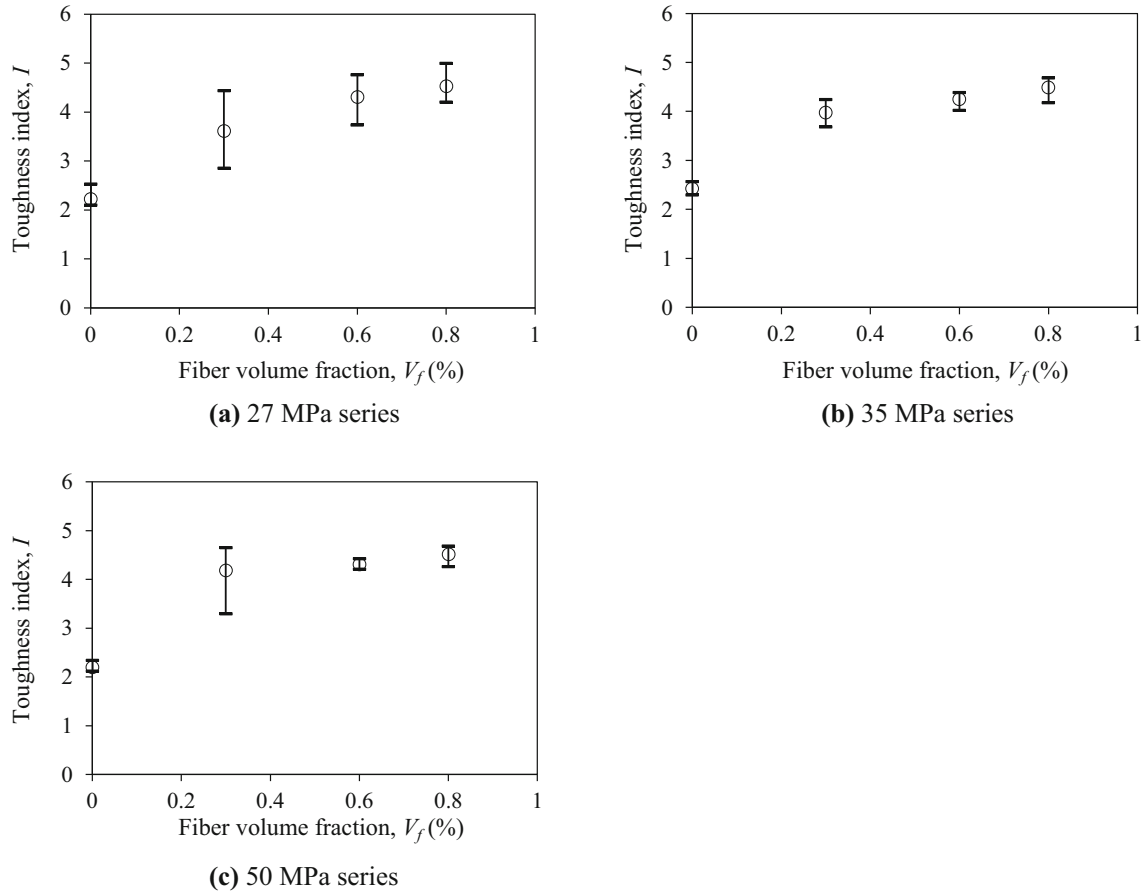 6
5
4
3
2
1
0
Toughness index, I
0 0.2 0.4 0.6 0.8 1
Fiber volume fraction, V_f (%)
(a) 27 MPa series
6
5
4
3
2
1
0
Toughness index, I
0 0.2 0.4 0.6 0.8 1
Fiber volume fraction, V_f (%)
(b) 35 MPa series
6
5
4
3
2
1
0
Toughness index, I
0 0.2 0.4 0.6 0.8 1
Fiber volume fraction, V_f (%)
(c) 50 MPa series